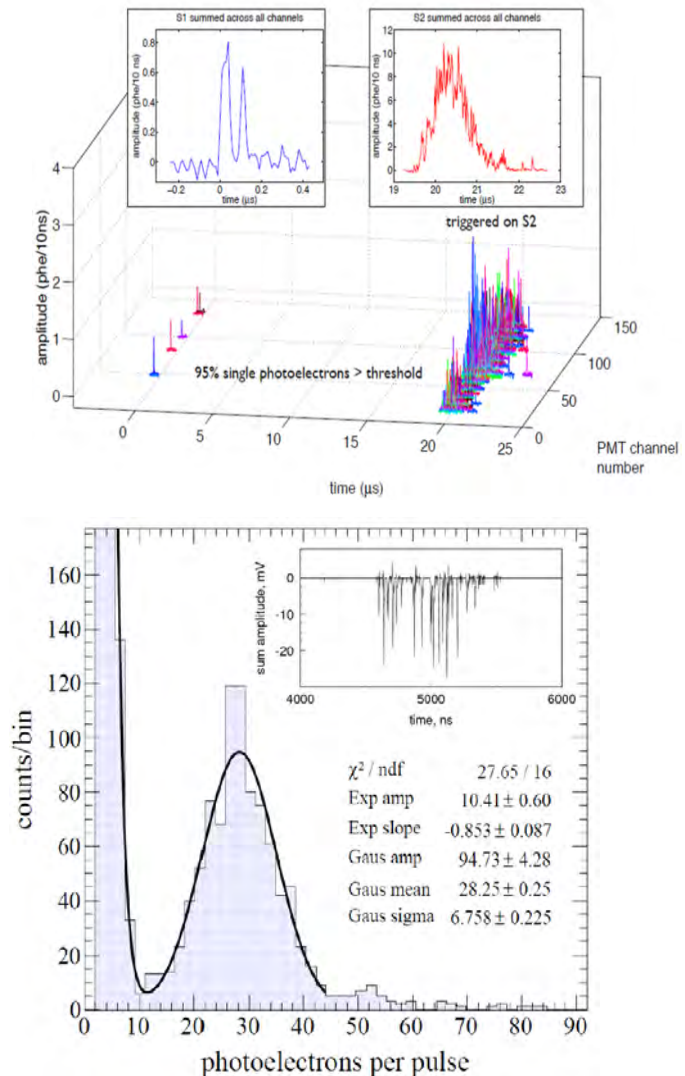 S1 summed across all channels
S2 summed across all channels
amplitude (phe/10 ns)
0.8
0.6
0.4
0.2
0
-0.2
0
0.2
0.4
time (μs)
amplitude (phe/10 ns)
12
10
8
6
4
2
0
19
20
21
22
23
time (μs)
triggered on S2
amplitude (phe/10ns)
4
3
2
1
0
95% single photoelectrons > threshold
150
100
50
0
0
5
10
15
20
25
PMT channel
number
time (μs)
counts/bin
160
140
120
100
80
60
40
20
0
sum amplitude, mV
0
-10
-20
4000
5000
6000
time, ns
χ² / ndf 27.65 / 16
Exp amp 10.41 ± 0.60
Exp slope -0.853 ± 0.087
Gaus amp 94.73 ± 4.28
Gaus mean 28.25 ± 0.25
Gaus sigma 6.758 ± 0.225
0 10 20 30 40 50 60 70 80 90
photoelectrons per pulse